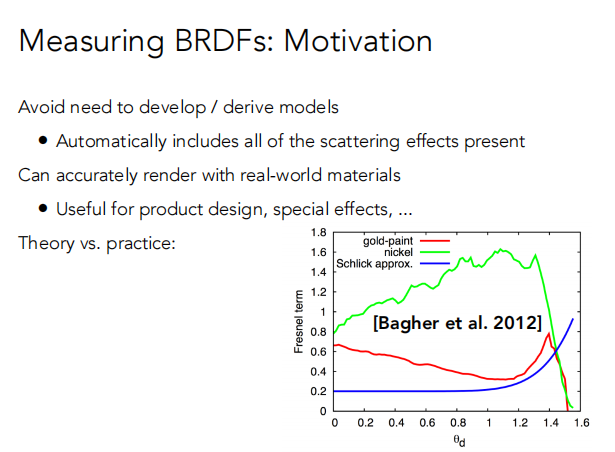 Measuring BRDFs: Motivation
Avoid need to develop / derive models
• Automatically includes all of the scattering effects present
Can accurately render with real-world materials
• Useful for product design, special effects, ...
Theory vs. practice:
gold-paint
nickel
Schlick approx.
[Bagher et al. 2012]
Fresnel term
1.8
1.6
1.4
1.2
1
0.8
0.6
0.4
0.2
0
0 0.2 0.4 0.6 0.8 1 1.2 1.4 1.6
θd